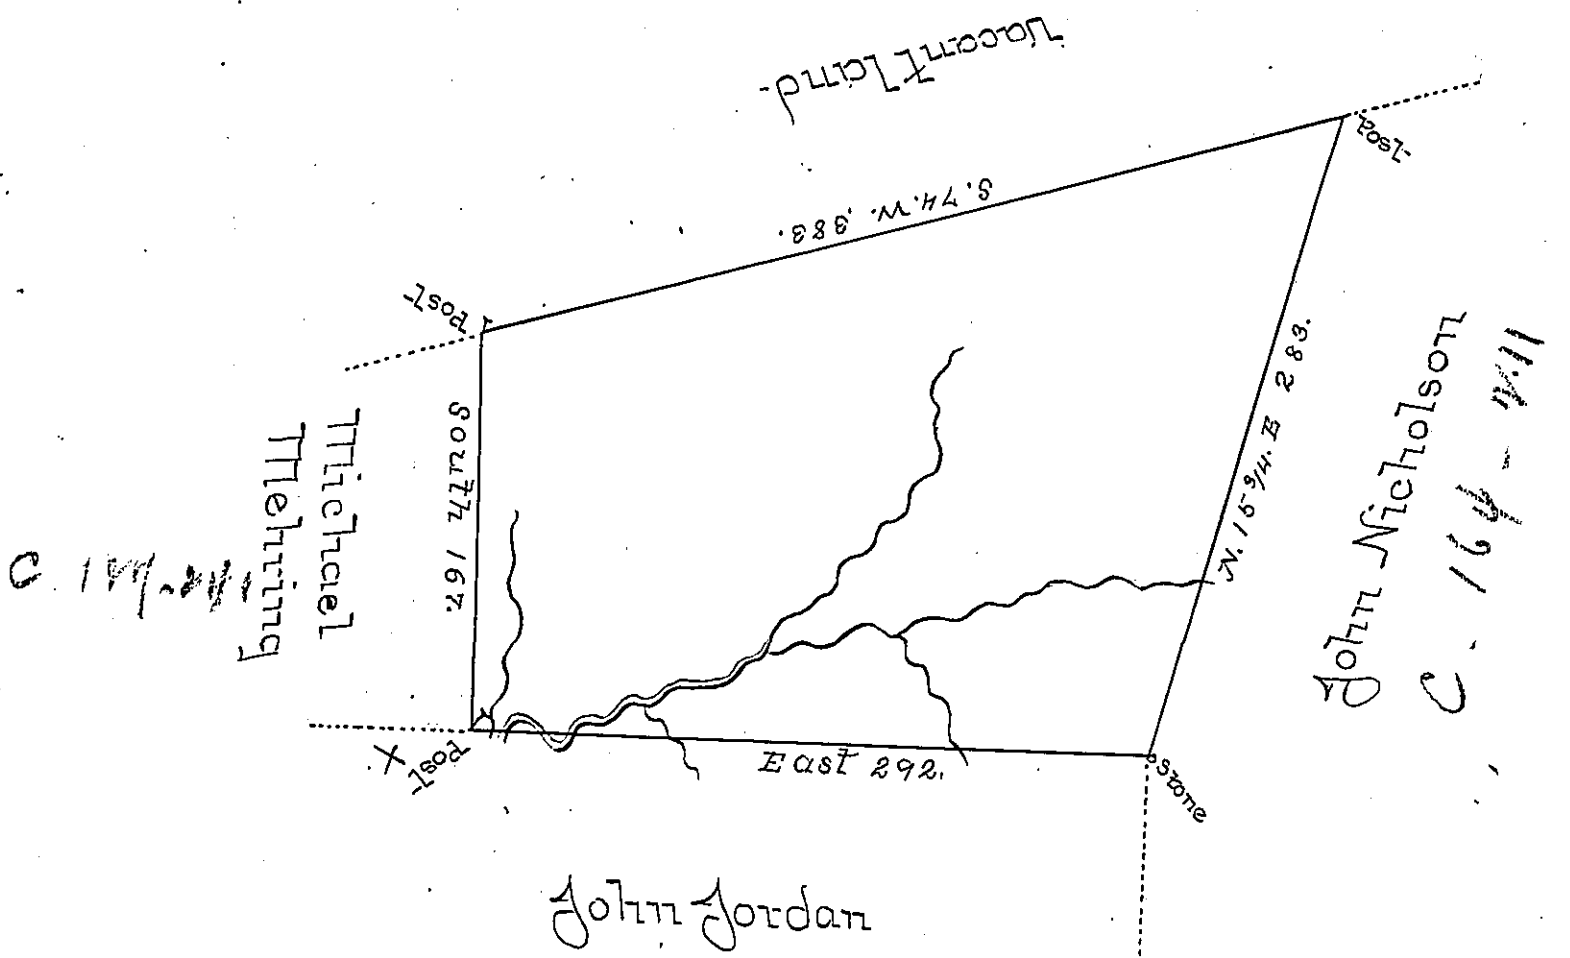 Vacant land.
Post
S. 74. W. 383.
Post
South 167.
N. 15 3/4. E 283.
Michael
Mehring
John Nicholson
C. 164-
C.
X
Post
East 292.
Stone
John Jordan